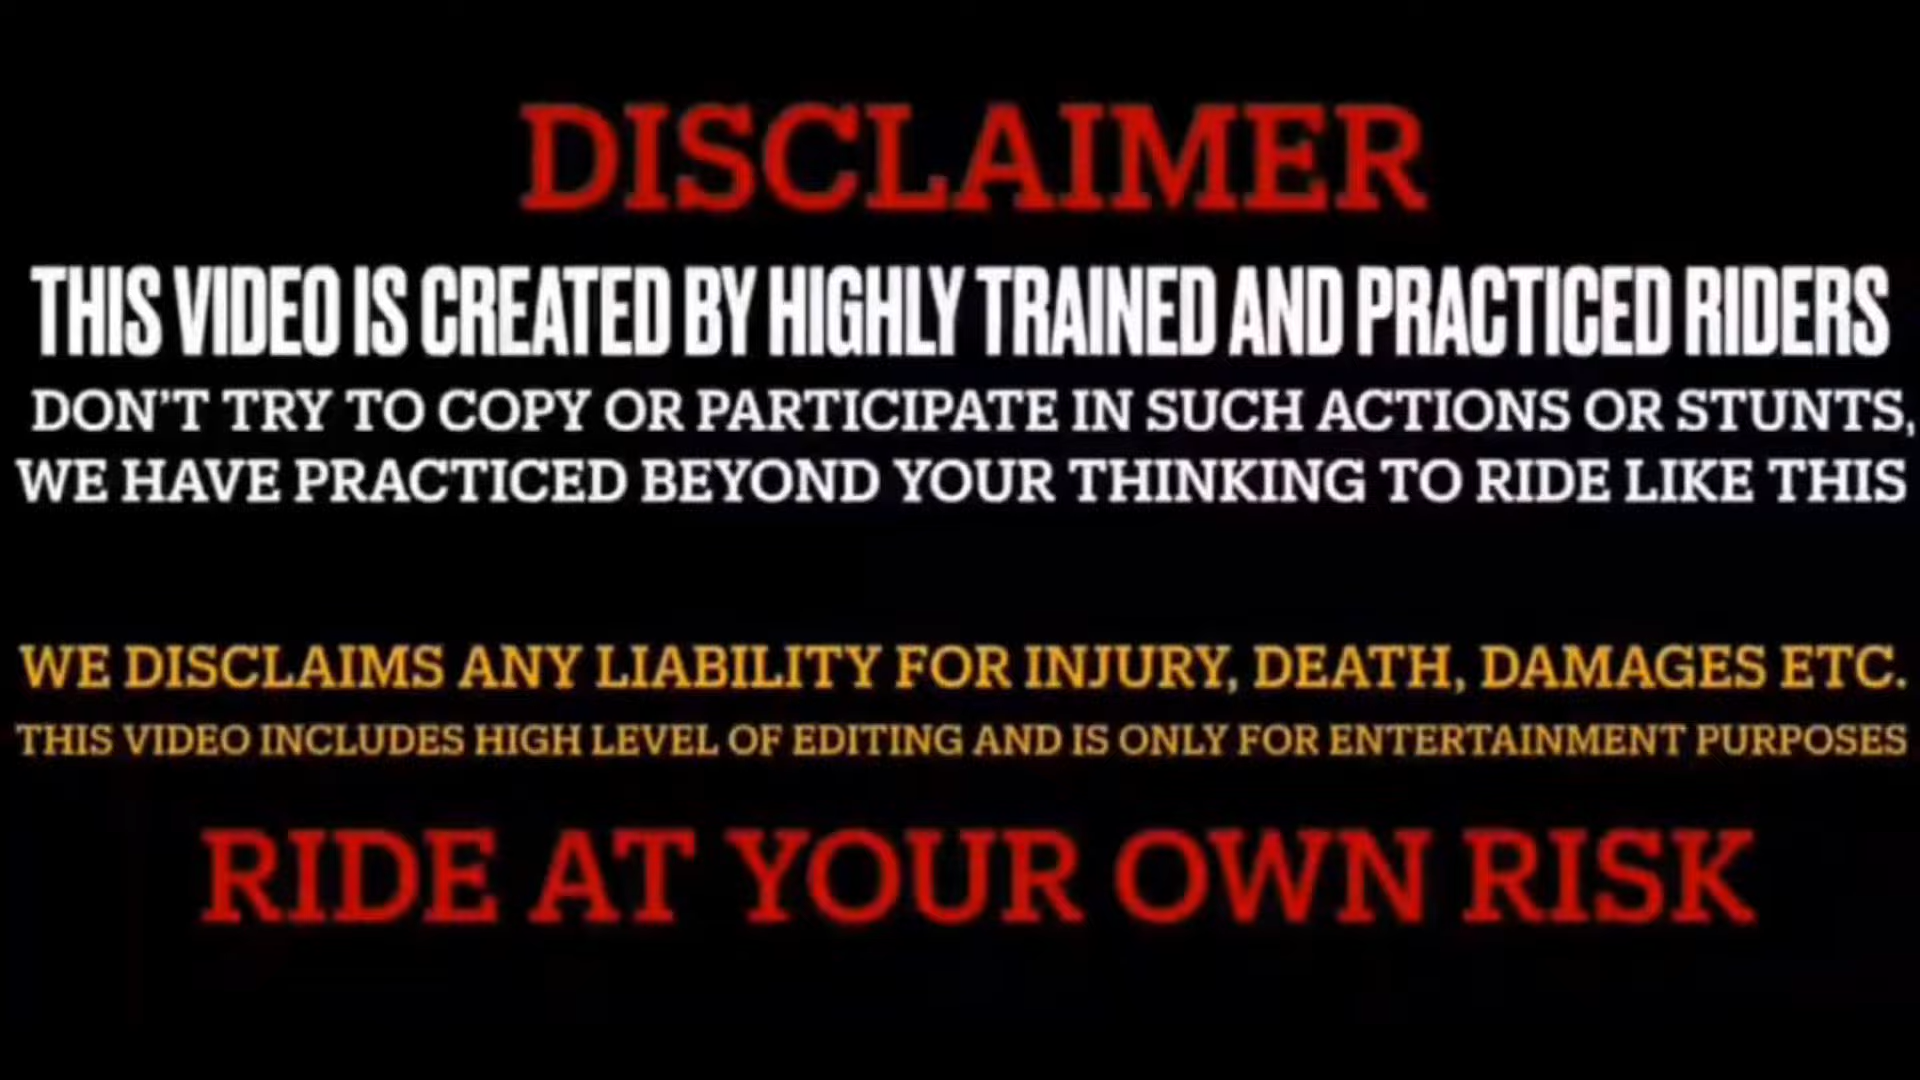 DISCLAIMER
THIS VIDEO IS CREATED BY HIGHLY TRAINED AND PRACTICED RIDERS
DON'T TRY TO COPY OR PARTICIPATE IN SUCH ACTIONS OR STUNTS,
WE HAVE PRACTICED BEYOND YOUR THINKING TO RIDE LIKE THIS
WE DISCLAIMS ANY LIABILITY FOR INJURY, DEATH, DAMAGES ETC.
THIS VIDEO INCLUDES HIGH LEVEL OF EDITING AND IS ONLY FOR ENTERTAINMENT PURPOSES
RIDE AT YOUR OWN RISK